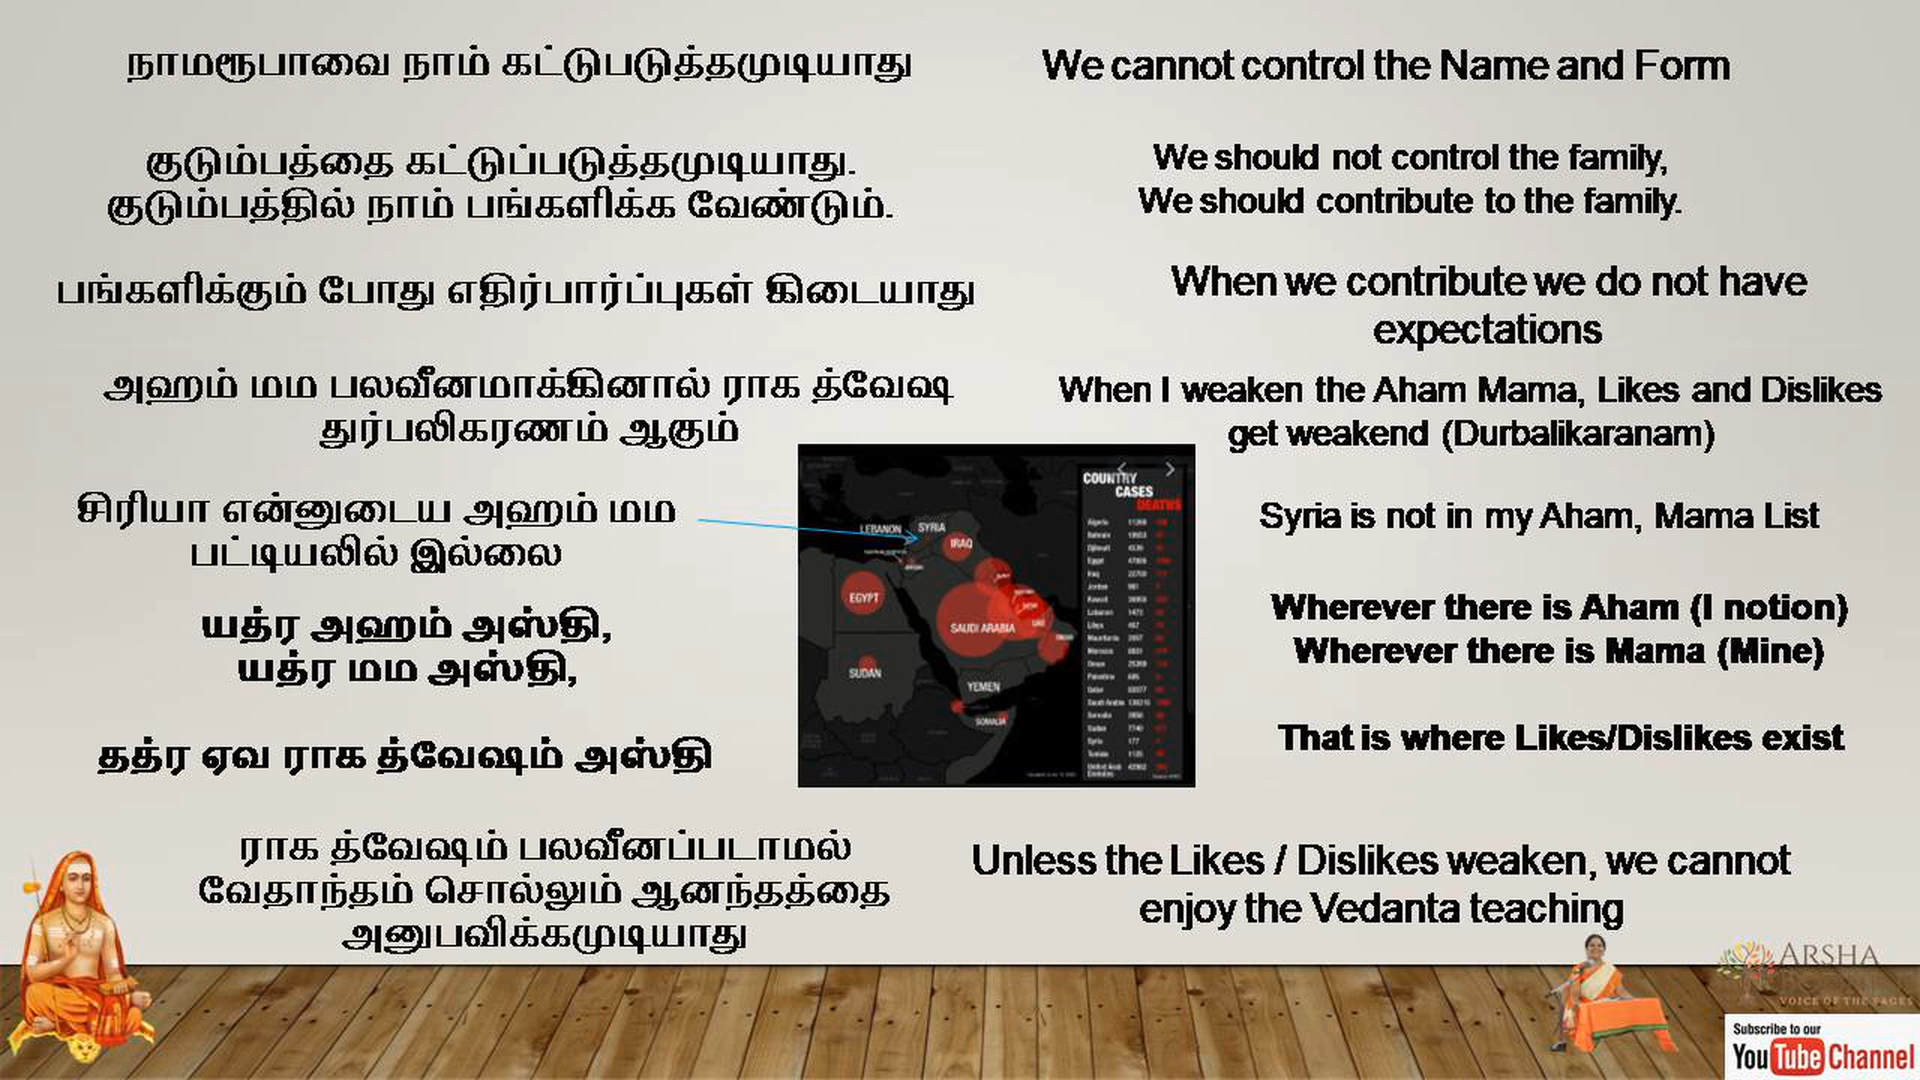 நாமரூபாவை நாம் கட்டுபடுத்தமுடியாது
We cannot control the Name and Form
குடும்பத்தை கட்டுப்படுத்தமுடியாது.
குடும்பத்தில் நாம் பங்களிக்க வேண்டும்.
We should not control the family,
We should contribute to the family.
பங்களிக்கும் போது எதிர்பார்ப்புகள் கிடையாது
When we contribute we do not have
expectations
அஹம் மம பலவீனமாக்கினால் ராக த்வேஷ
துர்பலிகரணம் ஆகும்
When I weaken the Aham Mama, Likes and Dislikes
get weakend (Durbalikaranam)
சிரியா என்னுடைய அஹம் மம
பட்டியலில் இல்லை
Syria is not in my Aham, Mama List
யத்ர அஹம் அஸ்தி,
யத்ர மம அஸ்தி,
Wherever there is Aham (I notion)
Wherever there is Mama (Mine)
தத்ர ஏவ ராக த்வேஷம் அஸ்தி
That is where Likes/Dislikes exist
COUNTRY
CASES
DEATHS
LEBANON
SYRIA
IRAQ
EGYPT
SAUDI ARABIA
SUDAN
YEMEN
SOMALIA
ராக த்வேஷம் பலவீனப்படாமல்
வேதாந்தம் சொல்லும் ஆனந்தத்தை
அனுபவிக்கமுடியாது
Unless the Likes / Dislikes weaken, we cannot
enjoy the Vedanta teaching
ARSHA
VOICE OF THE SAGES
Subscribe to our
YouTube Channel